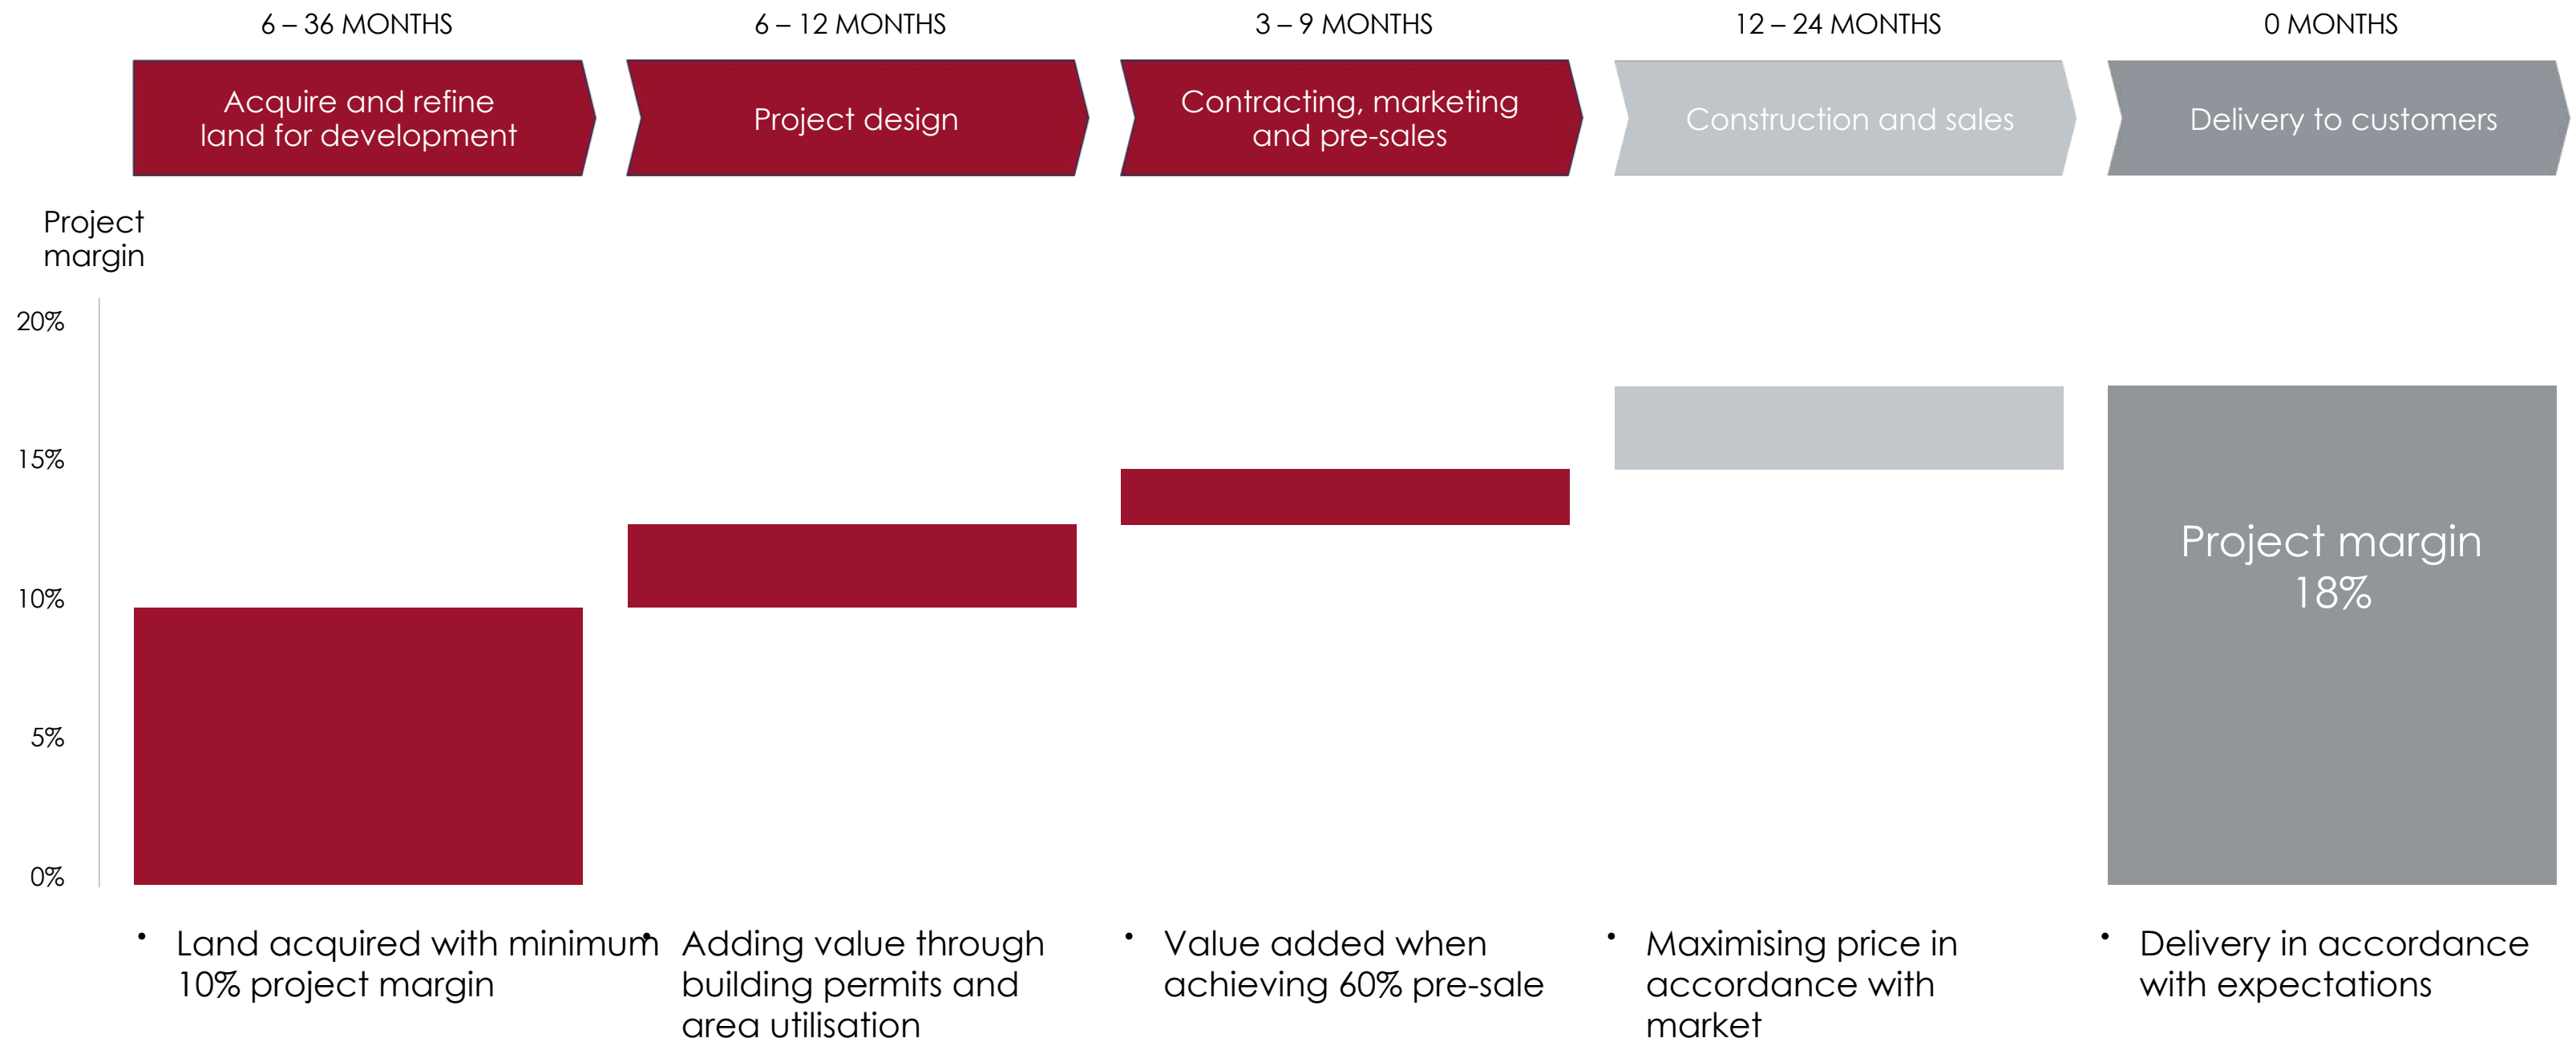 6 – 36 MONTHS
6 – 12 MONTHS
3 – 9 MONTHS
12 – 24 MONTHS
0 MONTHS
Acquire and refine
land for development
Project design
Contracting, marketing
and pre-sales
Construction and sales
Delivery to customers
Project
margin
20%
15%
10%
5%
0%
Project margin
18%
• Land acquired with minimum
10% project margin
• Adding value through
building permits and
area utilisation
• Value added when
achieving 60% pre-sale
• Maximising price in
accordance with
market
• Delivery in accordance
with expectations